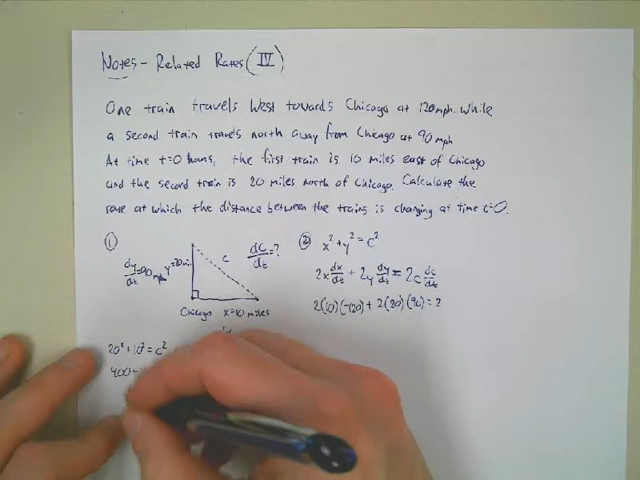 Notes - Related Rates (IV)
One train travels West towards Chicago at 120mph. while
a second train travels north away from Chicago at 90 mph
At time t=0 hours, the first train is 10 miles east of Chicago
and the second train is 20 miles north of Chicago. Calculate the
rate at which the distance between the trains is changing at time t=0.
①
dy/dt=90 mph y=20 mi. c dC/dt=?
Chicago x=10 miles
20²+10²=c²
400+1
② x²+y²=c²
2x dx/dt + 2y dy/dt = 2c dc/dt
2(10)(-120)+2(20)(90)=2